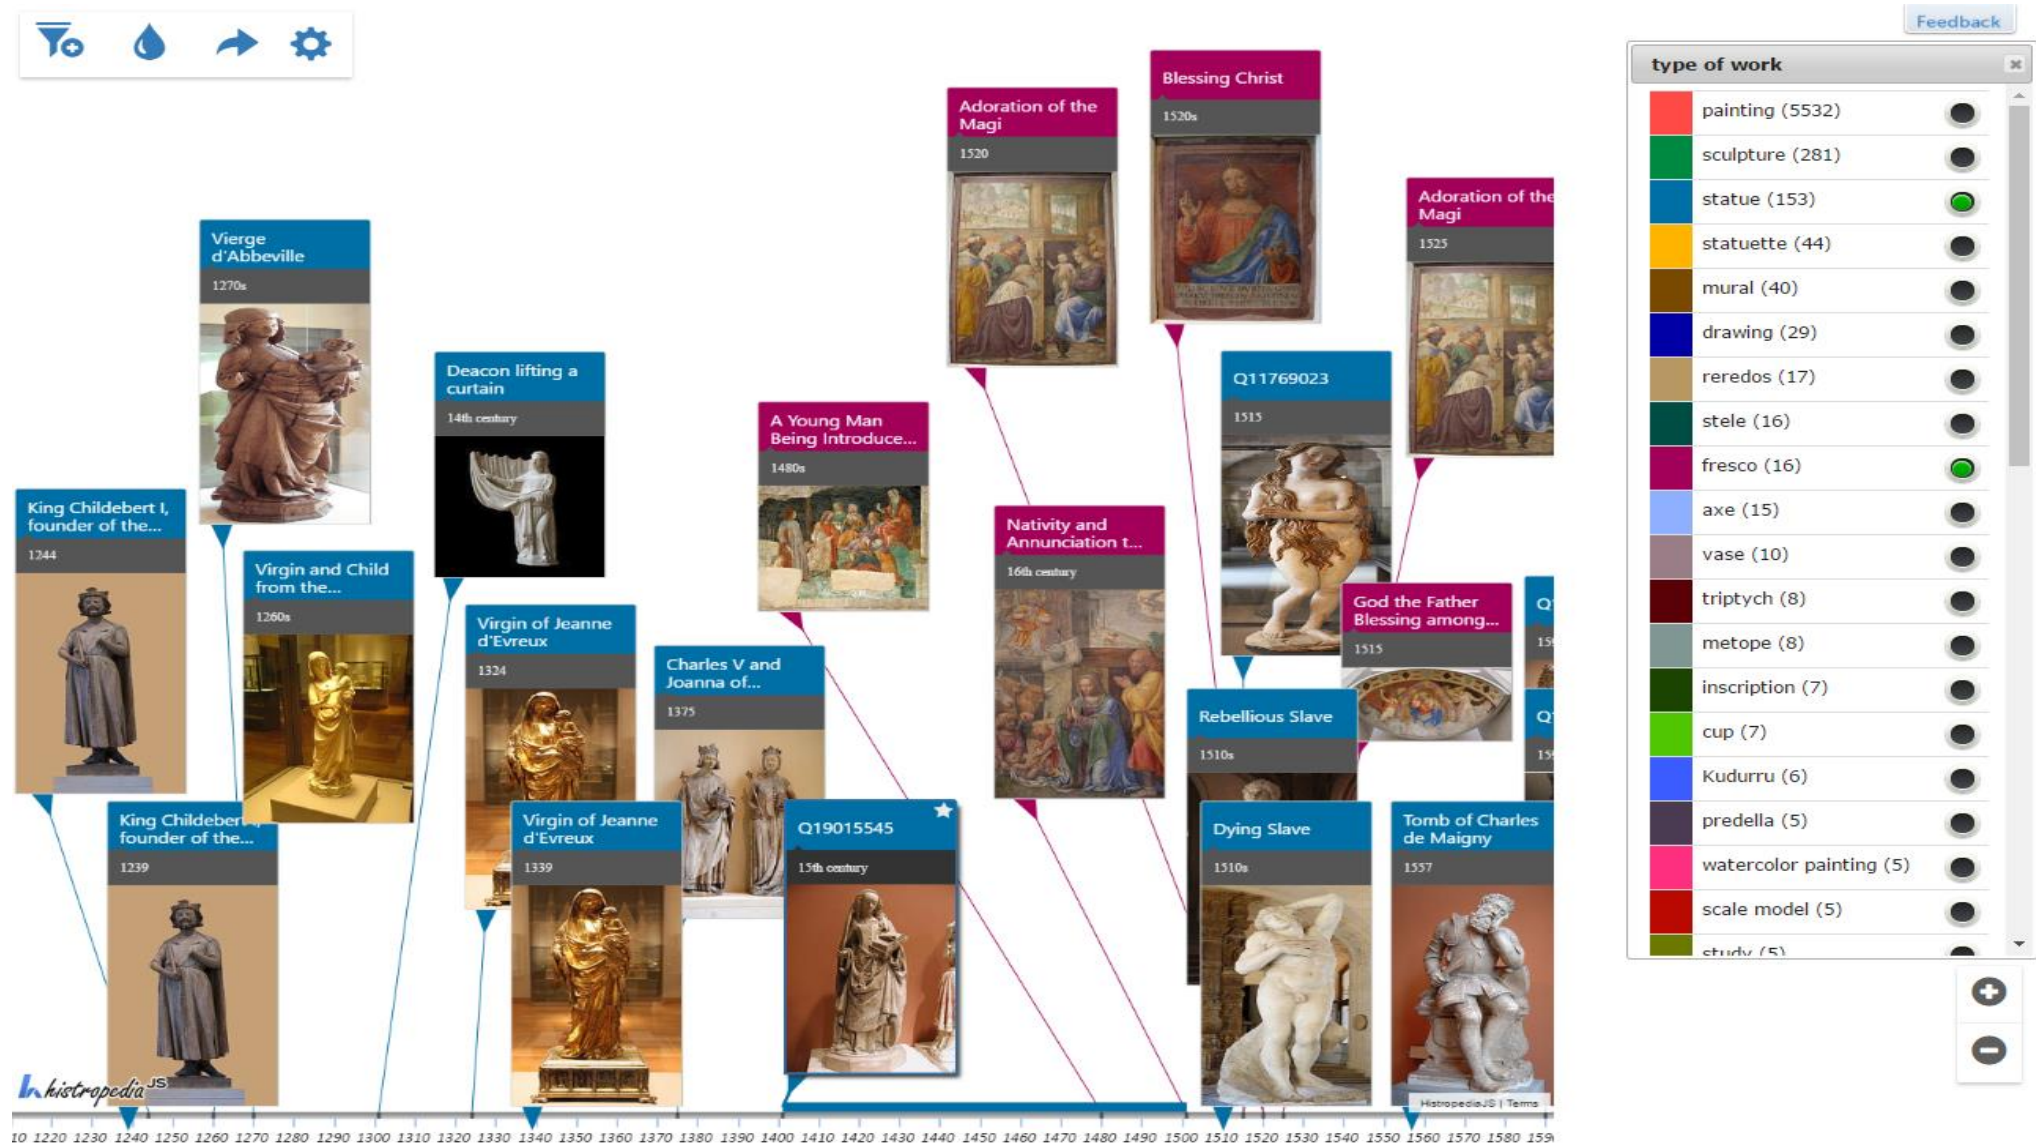 Feedback
type of work
painting (5532)
sculpture (281)
statue (153)
statuette (44)
mural (40)
drawing (29)
reredos (17)
stele (16)
fresco (16)
axe (15)
vase (10)
triptych (8)
metope (8)
inscription (7)
cup (7)
Kudurru (6)
predella (5)
watercolor painting (5)
scale model (5)
study (5)
Blessing Christ
1520s
Adoration of the
Magi
1520
Adoration of the
Magi
1525
Vierge
d'Abbeville
1270s
Deacon lifting a
curtain
14th century
Q11769023
1515
A Young Man
Being Introduce...
1480s
King Childebert I,
founder of the...
1244
Nativity and
Annunciation t...
16th century
Virgin and Child
from the...
1260s
God the Father
Blessing among...
1515
Virgin of Jeanne
d'Evreux
1324
Charles V and
Joanna of...
1375
Rebellious Slave
1510s
King Childebert I,
founder of the...
1239
Virgin of Jeanne
d'Evreux
1339
Q19015545
15th century
Dying Slave
1510s
Tomb of Charles
de Maigny
1557
histropedia JS
HistropediaJS | Terms
1220 1230 1240 1250 1260 1270 1280 1290 1300 1310 1320 1330 1340 1350 1360 1370 1380 1390 1400 1410 1420 1430 1440 1450 1460 1470 1480 1490 1500 1510 1520 1530 1540 1550 1560 1570 1580